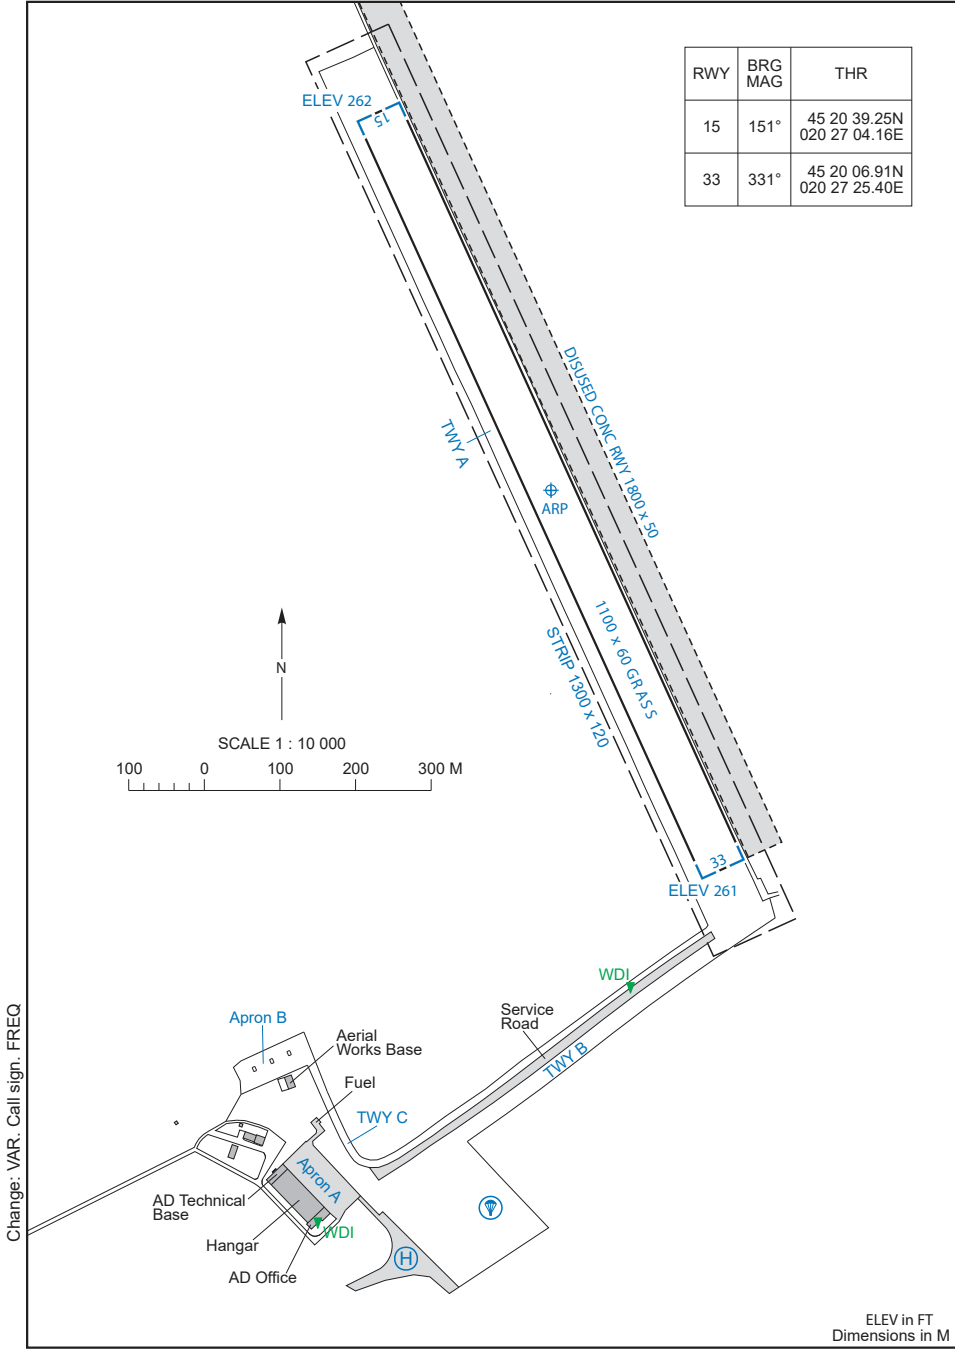 RWY
BRG
MAG
THR
15
151°
45 20 39.25N
020 27 04.16E
33
331°
45 20 06.91N
020 27 25.40E
ELEV 262
15
DISUSED CONC RWY 1800 x 50
TWY A
ARP
1100 x 60 GRASS
STRIP 1300 x 120
N
SCALE 1 : 10 000
100 0 100 200 300 M
33
ELEV 261
WDI
Service
Road
TWY B
Apron B
Aerial
Works Base
Fuel
TWY C
Apron A
AD Technical
Base
WDI
Hangar
H
AD Office
Change: VAR. Call sign. FREQ
ELEV in FT
Dimensions in M